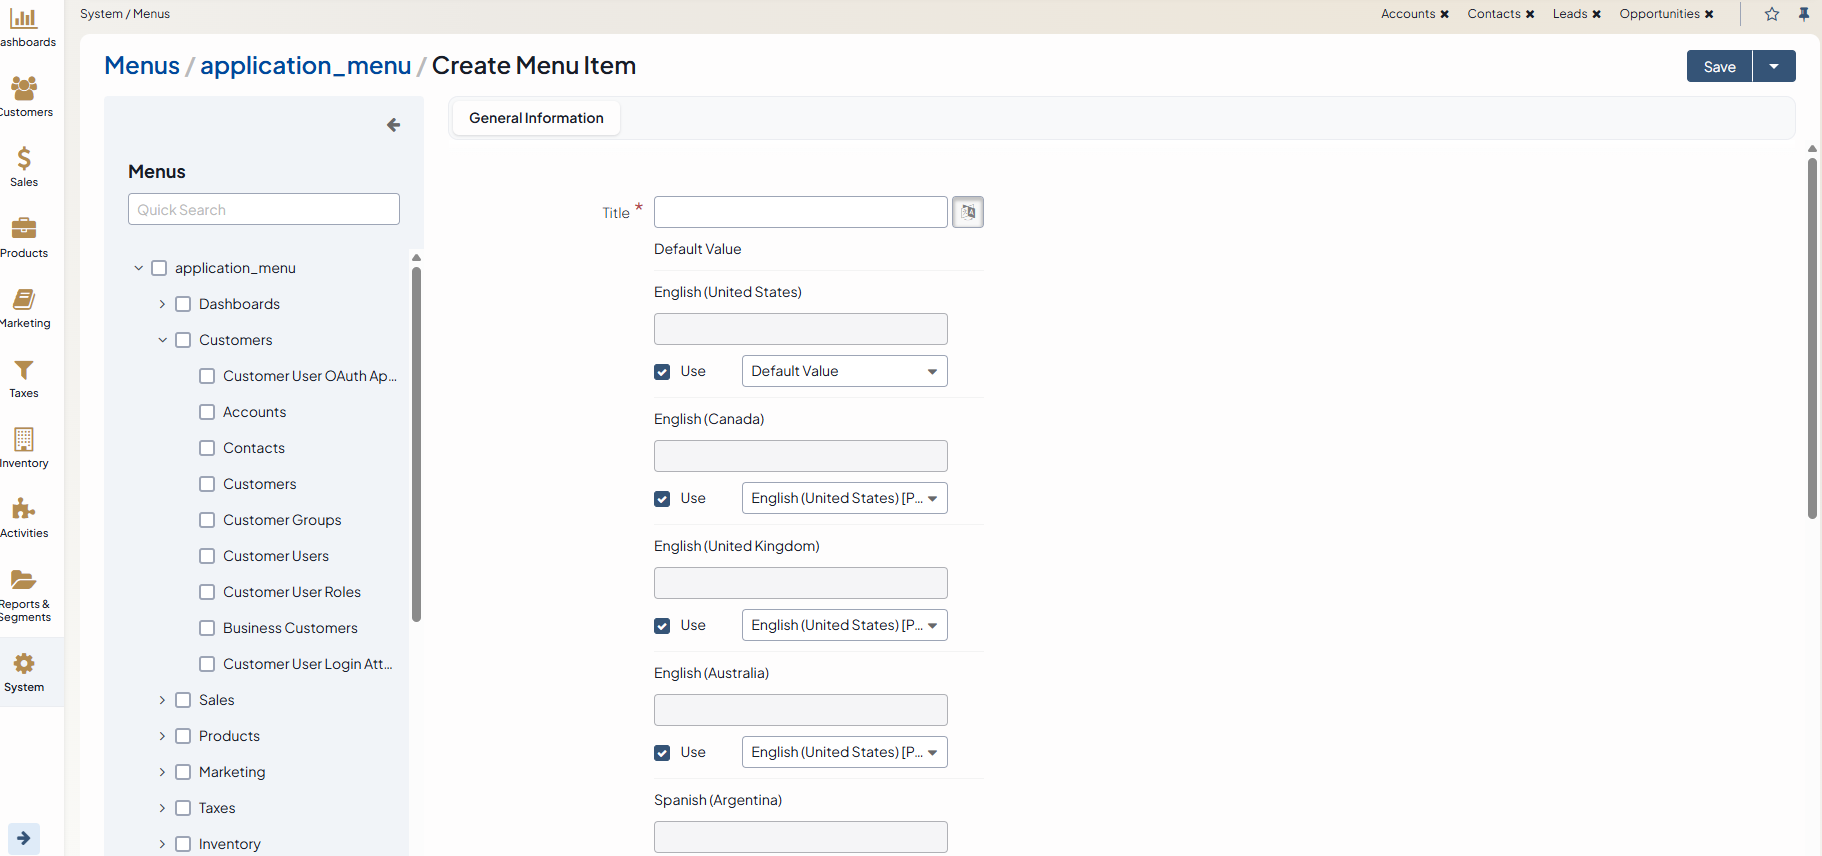 System / Menus
Accounts ✖ Contacts ✖ Leads ✖ Opportunities ✖
ashboards
Customers
Sales
Products
Marketing
Taxes
Inventory
Activities
Reports &
Segments
System
Menus / application_menu / Create Menu Item
Save
Menus
Quick Search
application_menu
Dashboards
Customers
Customer User OAuth Ap...
Accounts
Contacts
Customers
Customer Groups
Customer Users
Customer User Roles
Business Customers
Customer User Login Att...
Sales
Products
Marketing
Taxes
Inventory
General Information
Title *
Default Value
English (United States)
Use Default Value
English (Canada)
Use English (United States) [P...
English (United Kingdom)
Use English (United States) [P...
English (Australia)
Use English (United States) [P...
Spanish (Argentina)